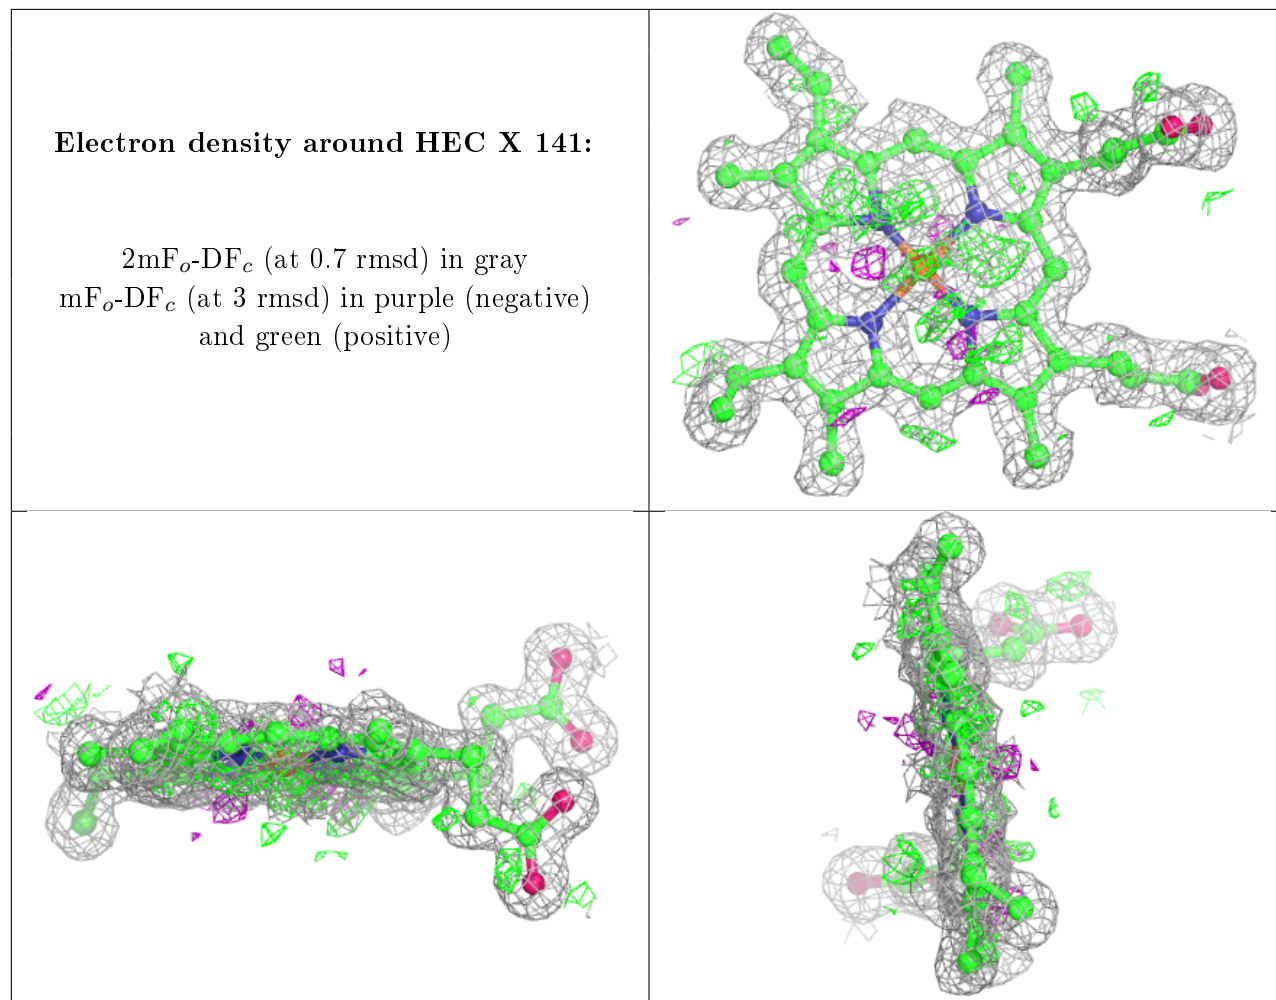 Electron density around HEC X 141:
2mFₒ-DF𝒸 (at 0.7 rmsd) in gray
mFₒ-DF𝒸 (at 3 rmsd) in purple (negative)
and green (positive)